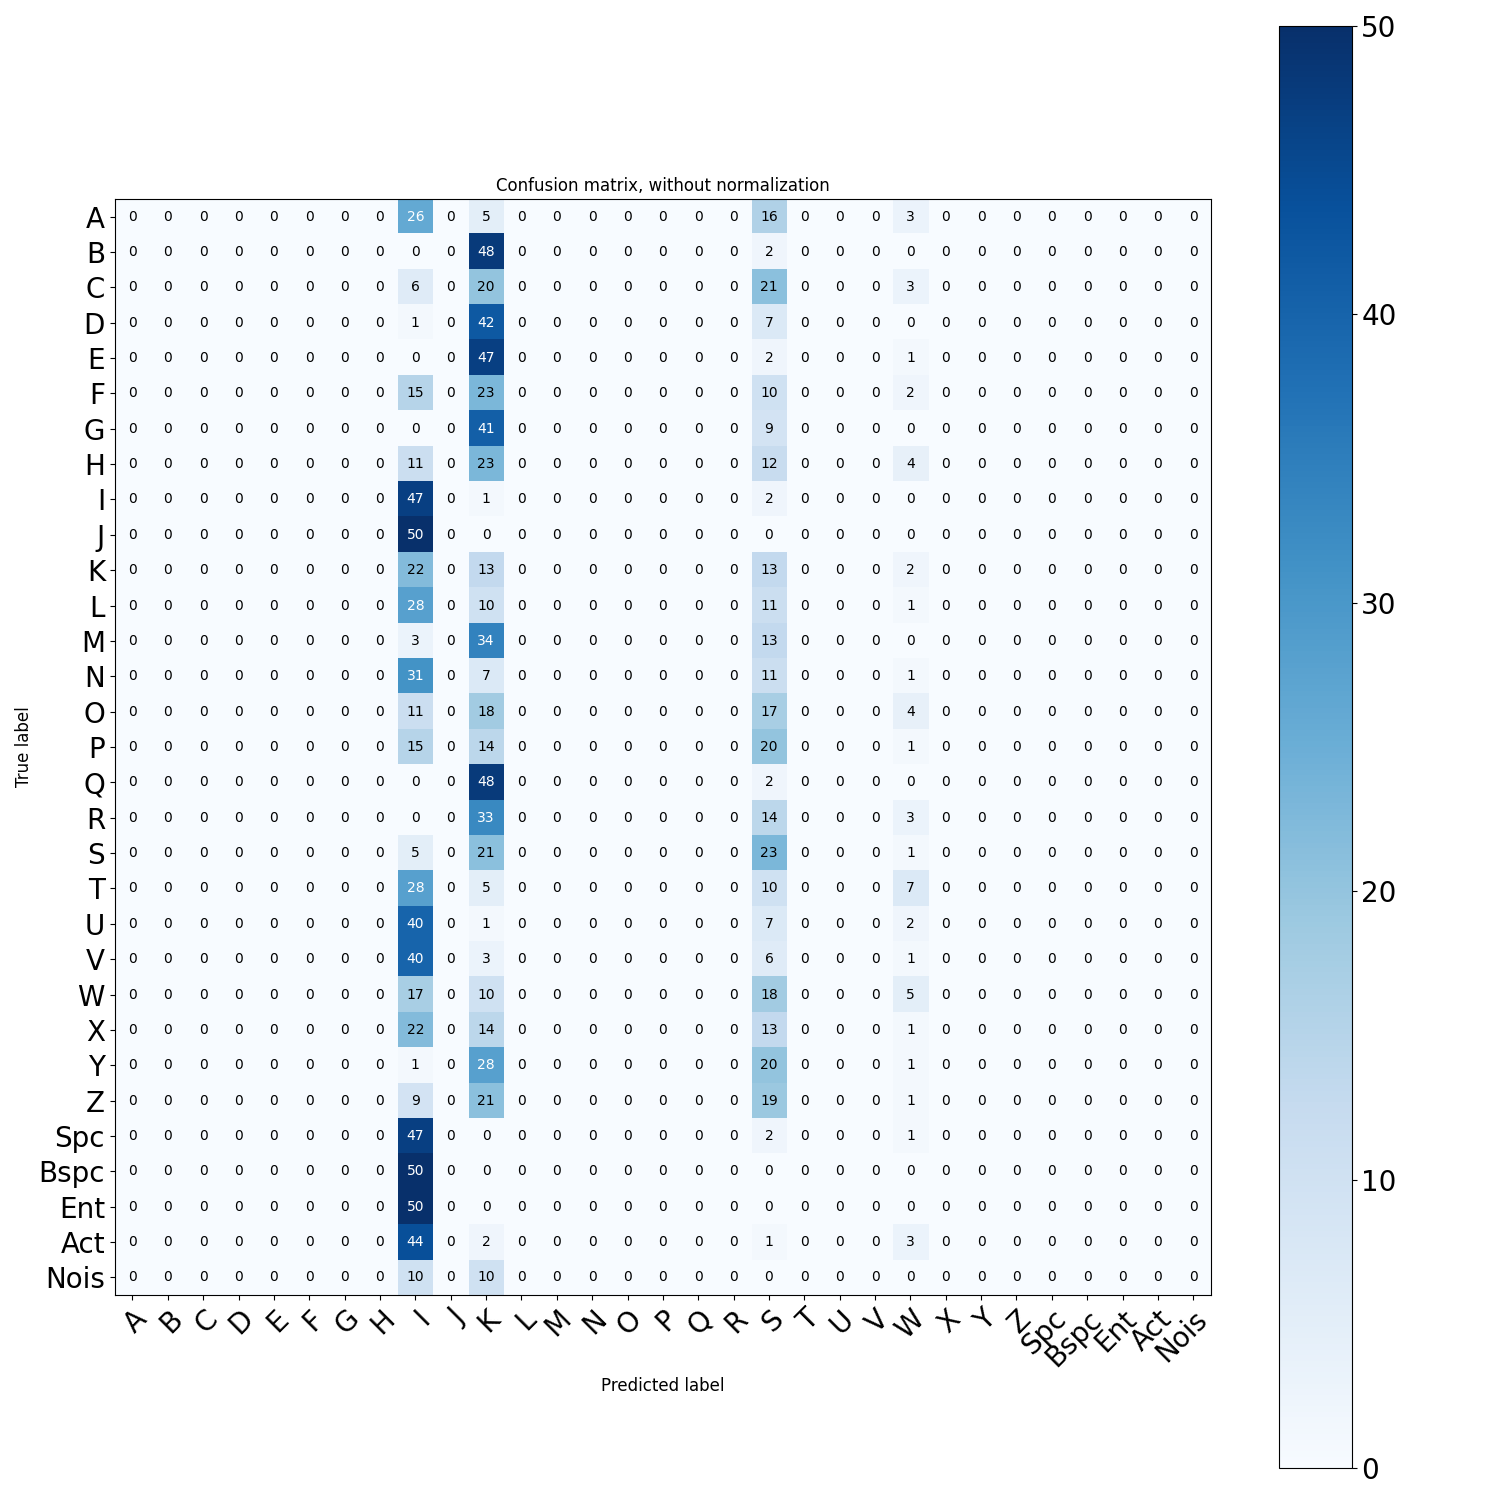 Confusion matrix, without normalization
A 0 0 0 0 0 0 0 0 26 0 5 0 0 0 0 0 0 0 16 0 0 0 3 0 0 0 0 0 0 0 0
B 0 0 0 0 0 0 0 0 0 0 48 0 0 0 0 0 0 0 2 0 0 0 0 0 0 0 0 0 0 0 0
C 0 0 0 0 0 0 0 0 6 0 20 0 0 0 0 0 0 0 21 0 0 0 3 0 0 0 0 0 0 0 0
D 0 0 0 0 0 0 0 0 1 0 42 0 0 0 0 0 0 0 7 0 0 0 0 0 0 0 0 0 0 0 0
E 0 0 0 0 0 0 0 0 0 0 47 0 0 0 0 0 0 0 2 0 0 0 1 0 0 0 0 0 0 0 0
F 0 0 0 0 0 0 0 0 15 0 23 0 0 0 0 0 0 0 10 0 0 0 2 0 0 0 0 0 0 0 0
G 0 0 0 0 0 0 0 0 0 0 41 0 0 0 0 0 0 0 9 0 0 0 0 0 0 0 0 0 0 0 0
H 0 0 0 0 0 0 0 0 11 0 23 0 0 0 0 0 0 0 12 0 0 0 4 0 0 0 0 0 0 0 0
I 0 0 0 0 0 0 0 0 47 0 1 0 0 0 0 0 0 0 2 0 0 0 0 0 0 0 0 0 0 0 0
J 0 0 0 0 0 0 0 0 50 0 0 0 0 0 0 0 0 0 0 0 0 0 0 0 0 0 0 0 0 0 0
K 0 0 0 0 0 0 0 0 22 0 13 0 0 0 0 0 0 0 13 0 0 0 2 0 0 0 0 0 0 0 0
L 0 0 0 0 0 0 0 0 28 0 10 0 0 0 0 0 0 0 11 0 0 0 1 0 0 0 0 0 0 0 0
M 0 0 0 0 0 0 0 0 3 0 34 0 0 0 0 0 0 0 13 0 0 0 0 0 0 0 0 0 0 0 0
N 0 0 0 0 0 0 0 0 31 0 7 0 0 0 0 0 0 0 11 0 0 0 1 0 0 0 0 0 0 0 0
O 0 0 0 0 0 0 0 0 11 0 18 0 0 0 0 0 0 0 17 0 0 0 4 0 0 0 0 0 0 0 0
P 0 0 0 0 0 0 0 0 15 0 14 0 0 0 0 0 0 0 20 0 0 0 1 0 0 0 0 0 0 0 0
Q 0 0 0 0 0 0 0 0 0 0 48 0 0 0 0 0 0 0 2 0 0 0 0 0 0 0 0 0 0 0 0
R 0 0 0 0 0 0 0 0 0 0 33 0 0 0 0 0 0 0 14 0 0 0 3 0 0 0 0 0 0 0 0
S 0 0 0 0 0 0 0 0 5 0 21 0 0 0 0 0 0 0 23 0 0 0 1 0 0 0 0 0 0 0 0
T 0 0 0 0 0 0 0 0 28 0 5 0 0 0 0 0 0 0 10 0 0 0 7 0 0 0 0 0 0 0 0
U 0 0 0 0 0 0 0 0 40 0 1 0 0 0 0 0 0 0 7 0 0 0 2 0 0 0 0 0 0 0 0
V 0 0 0 0 0 0 0 0 40 0 3 0 0 0 0 0 0 0 6 0 0 0 1 0 0 0 0 0 0 0 0
W 0 0 0 0 0 0 0 0 17 0 10 0 0 0 0 0 0 0 18 0 0 0 5 0 0 0 0 0 0 0 0
X 0 0 0 0 0 0 0 0 22 0 14 0 0 0 0 0 0 0 13 0 0 0 1 0 0 0 0 0 0 0 0
Y 0 0 0 0 0 0 0 0 1 0 28 0 0 0 0 0 0 0 20 0 0 0 1 0 0 0 0 0 0 0 0
Z 0 0 0 0 0 0 0 0 9 0 21 0 0 0 0 0 0 0 19 0 0 0 1 0 0 0 0 0 0 0 0
Spc 0 0 0 0 0 0 0 0 47 0 0 0 0 0 0 0 0 0 2 0 0 0 1 0 0 0 0 0 0 0 0
Bspc 0 0 0 0 0 0 0 0 50 0 0 0 0 0 0 0 0 0 0 0 0 0 0 0 0 0 0 0 0 0 0
Ent 0 0 0 0 0 0 0 0 50 0 0 0 0 0 0 0 0 0 0 0 0 0 0 0 0 0 0 0 0 0 0
Act 0 0 0 0 0 0 0 0 44 0 2 0 0 0 0 0 0 0 1 0 0 0 3 0 0 0 0 0 0 0 0
Nois 0 0 0 0 0 0 0 0 10 0 10 0 0 0 0 0 0 0 0 0 0 0 0 0 0 0 0 0 0 0 0
A B C D E F G H I J K L M N O P Q R S T U V W X Y Z Spc Bspc Ent Act Nois
Predicted label
True label
50
40
30
20
10
0